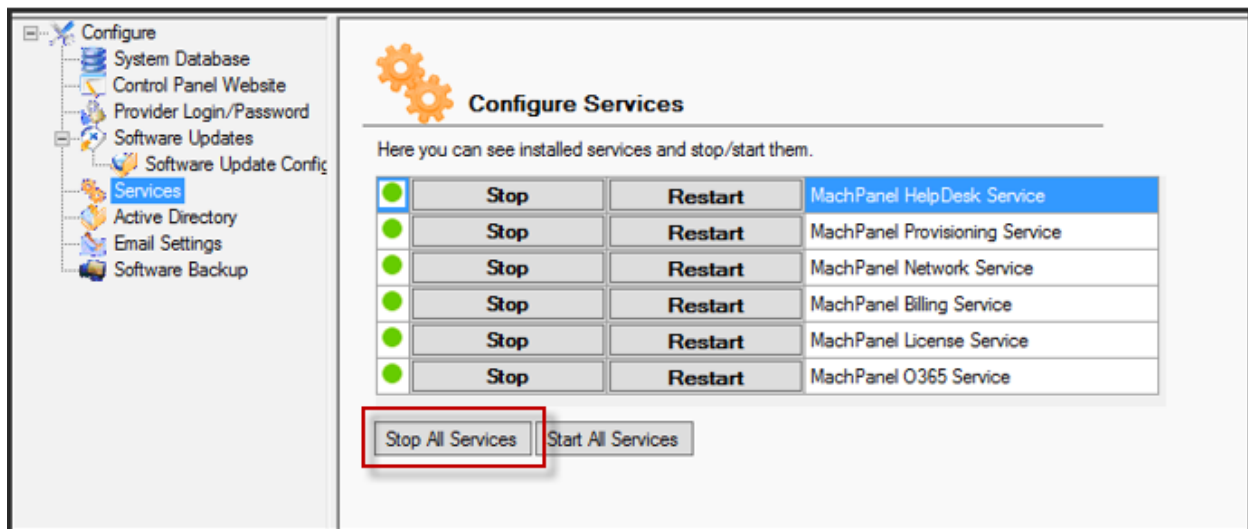 Configure
System Database
Control Panel Website
Provider Login/Password
Software Updates
Software Update Config
Services
Active Directory
Email Settings
Software Backup
Configure Services
Here you can see installed services and stop/start them.
Stop Restart MachPanel HelpDesk Service
Stop Restart MachPanel Provisioning Service
Stop Restart MachPanel Network Service
Stop Restart MachPanel Billing Service
Stop Restart MachPanel License Service
Stop Restart MachPanel O365 Service
Stop All Services Start All Services